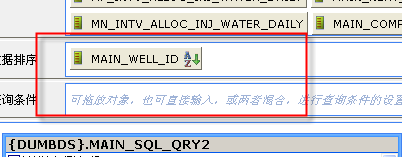 MN_INTV_ALLOC_INJ_WATER_DAILY
MAIN_COMP
据排序
MAIN_WELL_ID
询条件
可拖放对象，也可直接输入，或两者混合，进行查询条件的设置
{DUMBDS}.MAIN_SQL_QRY2